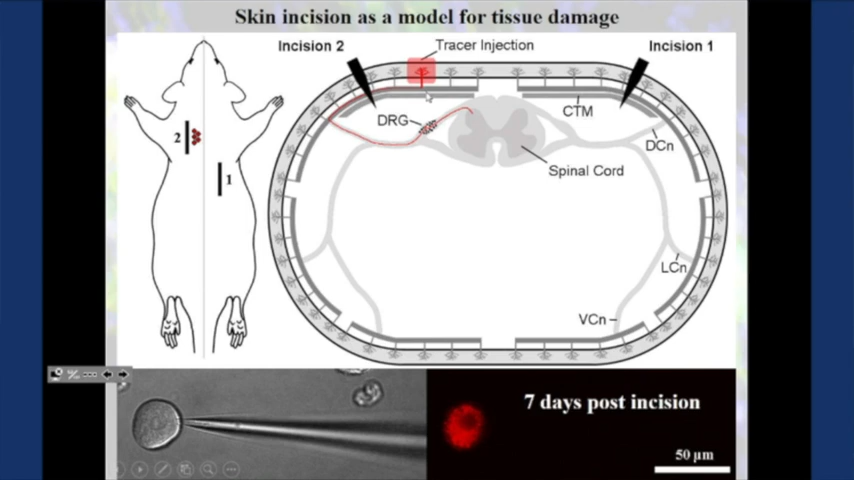 Skin incision as a model for tissue damage
Incision 2
Tracer Injection
Incision 1
CTM
DRG
DCn
2
Spinal Cord
1
LCn
VCn
7 days post incision
50 µm